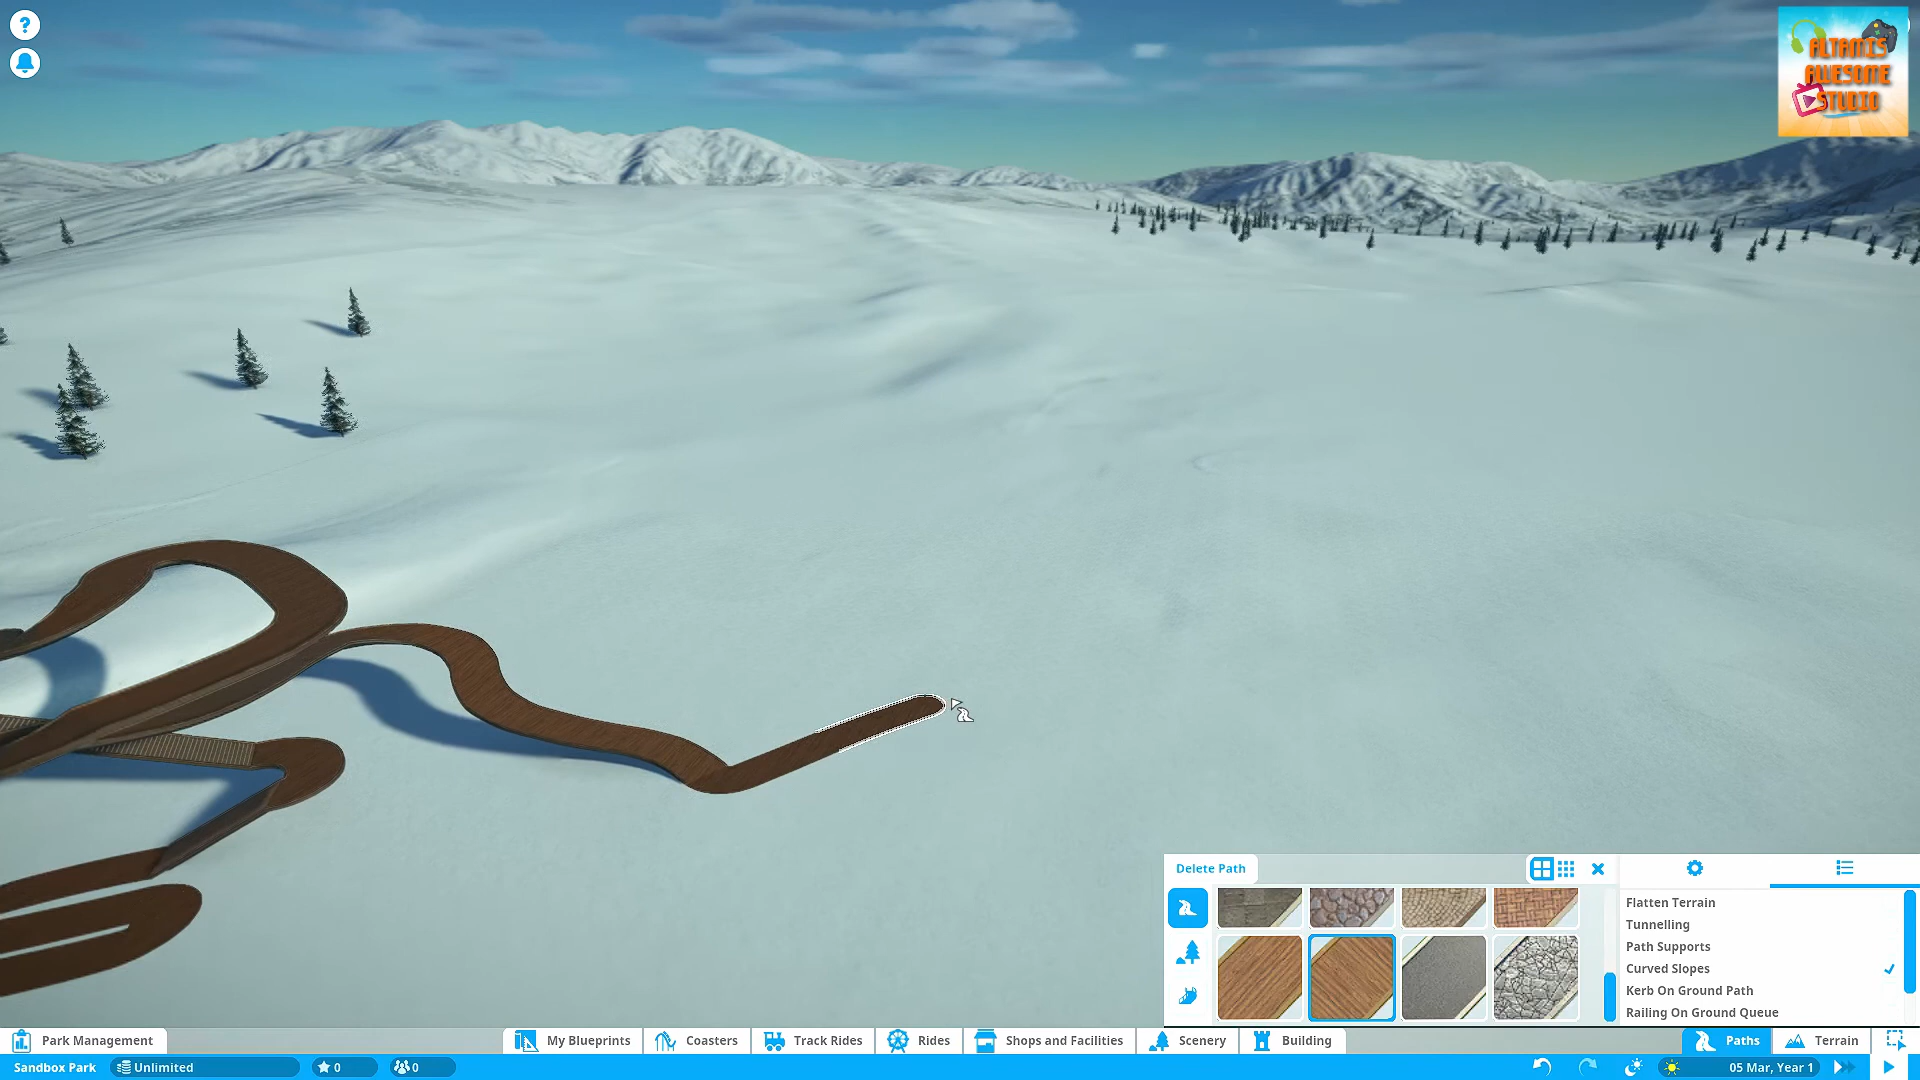 ?
ALTAMIS
AWESOME
STUDIO
Delete Path
Flatten Terrain
Tunnelling
Path Supports
Curved Slopes
Kerb On Ground Path
Railing On Ground Queue
Park Management
My Blueprints
Coasters
Track Rides
Rides
Shops and Facilities
Scenery
Building
Paths
Terrain
Sandbox Park
Unlimited
0
0
05 Mar, Year 1